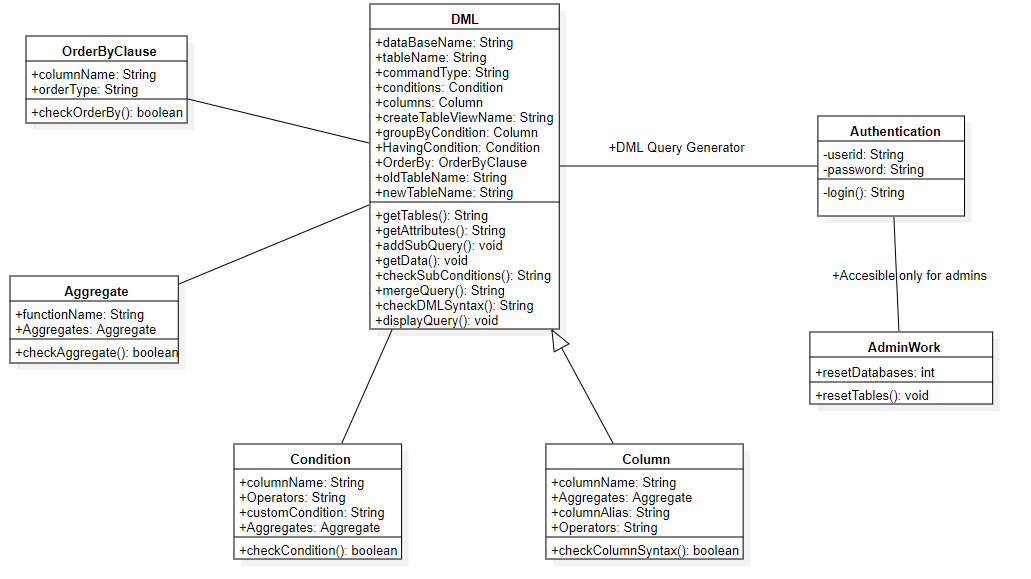 DML
+dataBaseName: String
+tableName: String
+commandType: String
+conditions: Condition
+columns: Column
+createTableViewName: String
+groupByCondition: Column
+HavingCondition: Condition
+OrderBy: OrderByClause
+oldTableName: String
+newTableName: String
+getTables(): String
+getAttributes(): String
+addSubQuery(): void
+getData(): void
+checkSubConditions(): String
+mergeQuery(): String
+checkDMLSyntax(): String
+displayQuery(): void
OrderByClause
+columnName: String
+orderType: String
+checkOrderBy(): boolean
+DML Query Generator
Authentication
-userid: String
-password: String
-login(): String
+Accesible only for admins
Aggregate
+functionName: String
+Aggregates: Aggregate
+checkAggregate(): boolean
AdminWork
+resetDatabases: int
+resetTables(): void
Condition
+columnName: String
+Operators: String
+customCondition: String
+Aggregates: Aggregate
+checkCondition(): boolean
Column
+columnName: String
+Aggregates: Aggregate
+columnAlias: String
+Operators: String
+checkColumnSyntax(): boolean